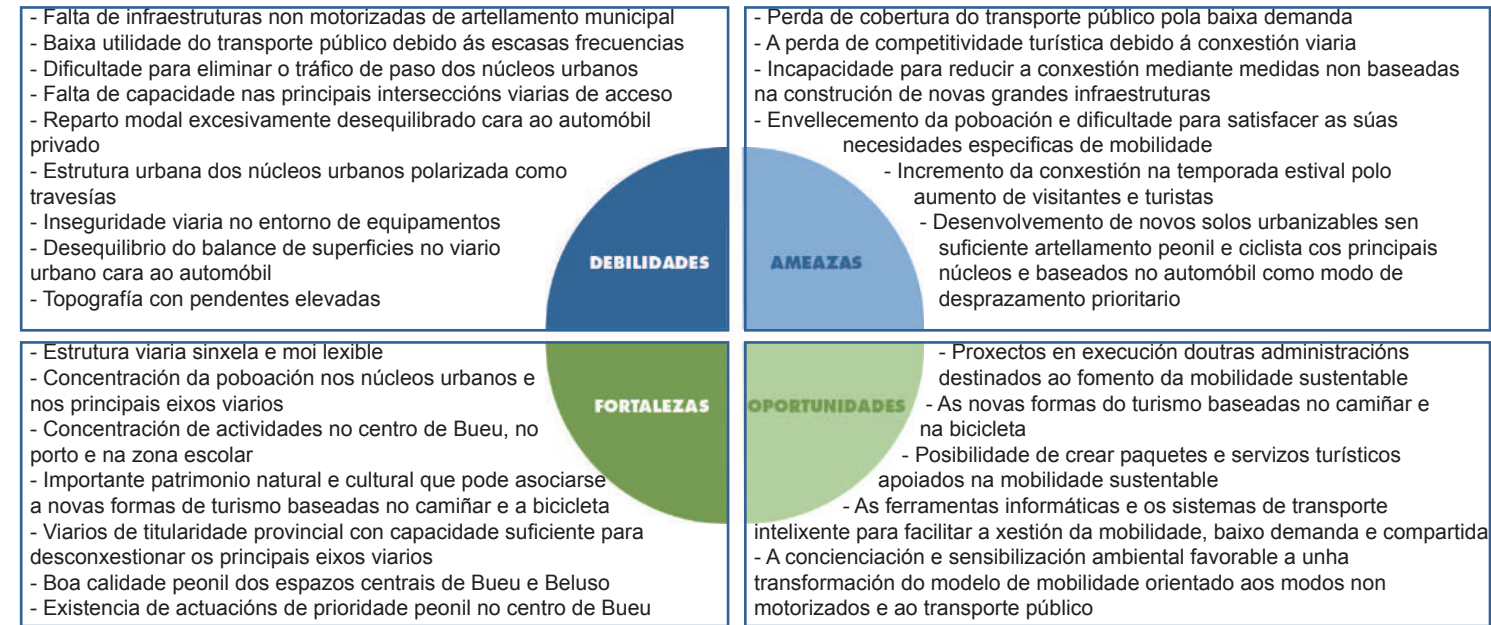 - Falta de infraestruturas non motorizadas de artellamento municipal
- Baixa utilidade do transporte público debido ás escasas frecuencias
- Dificultade para eliminar o tráfico de paso dos núcleos urbanos
- Falta de capacidade nas principais interseccións viarias de acceso
- Reparto modal excesivamente desequilibrado cara ao automóbil
privado
- Estrutura urbana dos núcleos urbanos polarizada como
travesías
- Inseguridade viaria no entorno de equipamentos
- Desequilibrio do balance de superficies no viario
urbano cara ao automóbil
- Topografía con pendentes elevadas
DEBILIDADES
- Perda de cobertura do transporte público pola baixa demanda
- A perda de competitividade turística debido á conxestión viaria
- Incapacidade para reducir a conxestión mediante medidas non baseadas
na construción de novas grandes infraestruturas
- Envellecemento da poboación e dificultade para satisfacer as súas
necesidades especificas de mobilidade
- Incremento da conxestión na temporada estival polo
aumento de visitantes e turistas
- Desenvolvemento de novos solos urbanizables sen
suficiente artellamento peonil e ciclista cos principais
núcleos e baseados no automóbil como modo de
desprazamento prioritario
AMEAZAS
- Estrutura viaria sinxela e moi lexible
- Concentración da poboación nos núcleos urbanos e
nos principais eixos viarios
- Concentración de actividades no centro de Bueu, no
porto e na zona escolar
- Importante patrimonio natural e cultural que pode asociarse
a novas formas de turismo baseadas no camiñar e a bicicleta
- Viarios de titularidade provincial con capacidade suficiente para
desconxestionar os principais eixos viarios
- Boa calidade peonil dos espazos centrais de Bueu e Beluso
- Existencia de actuacións de prioridade peonil no centro de Bueu
FORTALEZAS
- Proxectos en execución doutras administracións
destinados ao fomento da mobilidade sustentable
- As novas formas do turismo baseadas no camiñar e
na bicicleta
- Posibilidade de crear paquetes e servizos turísticos
apoiados na mobilidade sustentable
- As ferramentas informáticas e os sistemas de transporte
intelixente para facilitar a xestión da mobilidade, baixo demanda e compartida
- A concienciación e sensibilización ambiental favorable a unha
transformación do modelo de mobilidade orientado aos modos non
motorizados e ao transporte público
OPORTUNIDADES